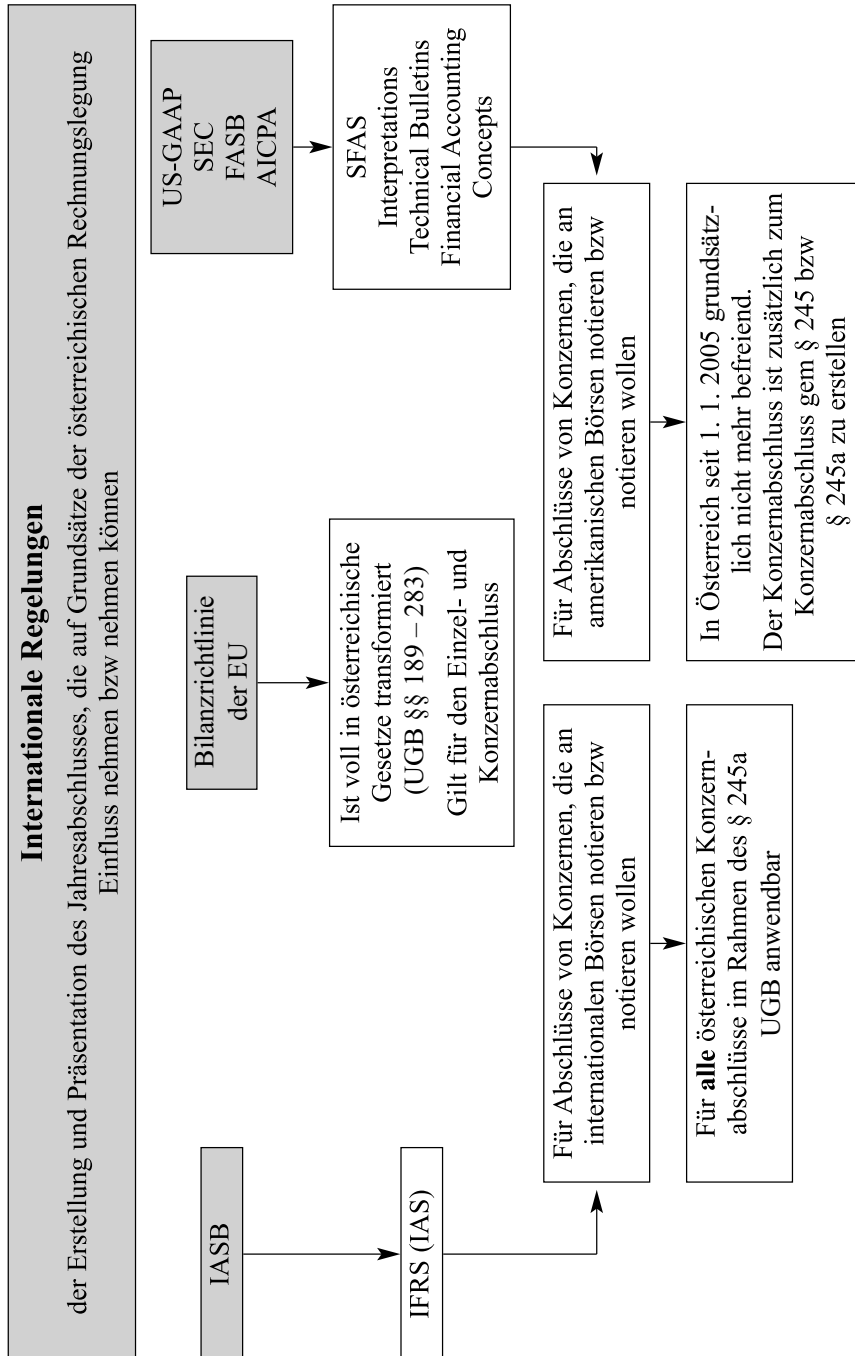 Internationale Regelungen
der Erstellung und Präsentation des Jahresabschlusses, die auf Grundsätze der österreichischen Rechnungslegung
Einfluss nehmen bzw nehmen können
IASB
IFRS (IAS)
Für Abschlüsse von Konzernen, die an
internationalen Börsen notieren bzw
notieren wollen
Für alle österreichischen Konzern-
abschlüsse im Rahmen des § 245a
UGB anwendbar
Bilanzrichtlinie
der EU
Ist voll in österreichische
Gesetze transformiert
(UGB §§ 189 – 283)
Gilt für den Einzel- und
Konzernabschluss
US-GAAP
SEC
FASB
AICPA
SFAS
Interpretations
Technical Bulletins
Financial Accounting
Concepts
Für Abschlüsse von Konzernen, die an
amerikanischen Börsen notieren bzw
notieren wollen
In Österreich seit 1. 1. 2005 grundsätz-
lich nicht mehr befreiend.
Der Konzernabschluss ist zusätzlich zum
Konzernabschluss gem § 245 bzw
§ 245a zu erstellen